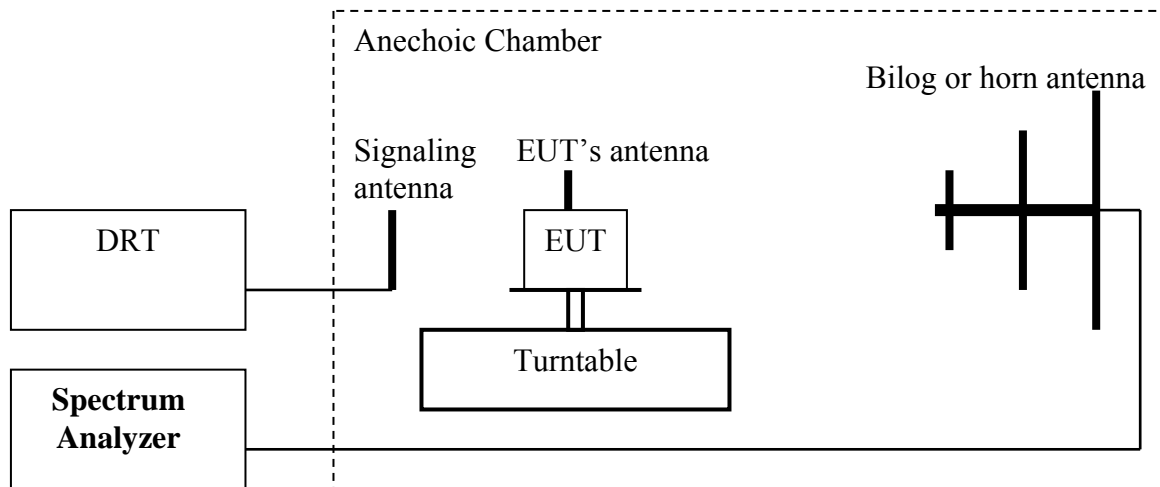 Anechoic Chamber
Bilog or horn antenna
Signaling
antenna
EUT’s antenna
DRT
EUT
Turntable
Spectrum
Analyzer